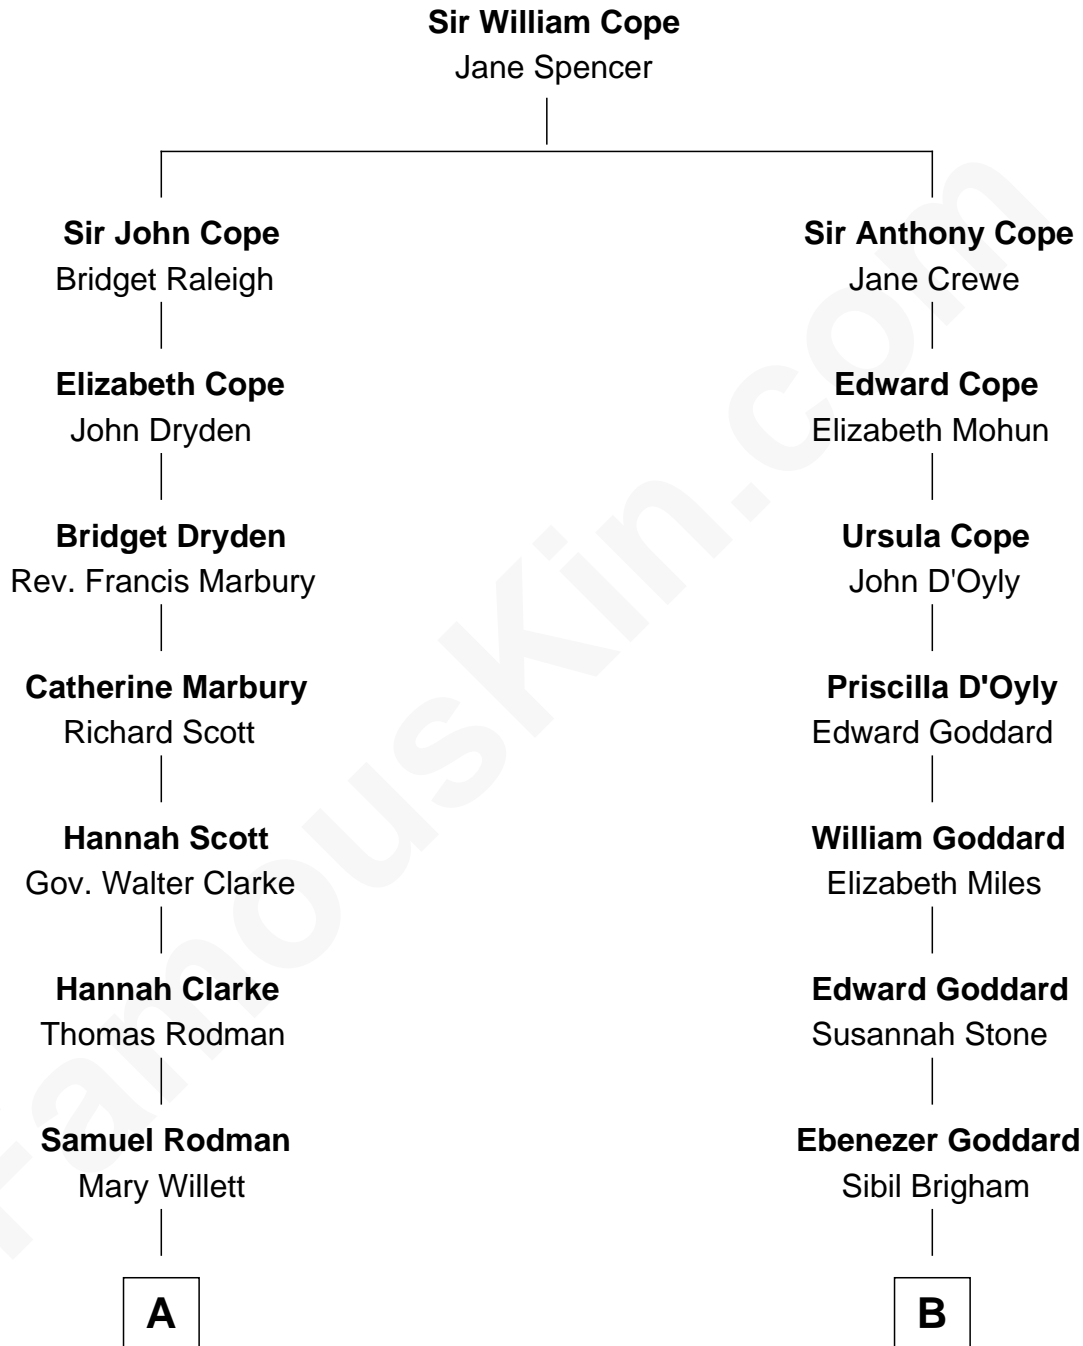 Sir William Cope
Jane Spencer
Sir John Cope
Bridget Raleigh
Sir Anthony Cope
Jane Crewe
Elizabeth Cope
John Dryden
Edward Cope
Elizabeth Mohun
Bridget Dryden
Rev. Francis Marbury
Ursula Cope
John D'Oyly
Catherine Marbury
Richard Scott
Priscilla D'Oyly
Edward Goddard
Hannah Scott
Gov. Walter Clarke
William Goddard
Elizabeth Miles
Hannah Clarke
Thomas Rodman
Edward Goddard
Susannah Stone
Samuel Rodman
Mary Willett
Ebenezer Goddard
Sibil Brigham
A
B
FamousKin.com